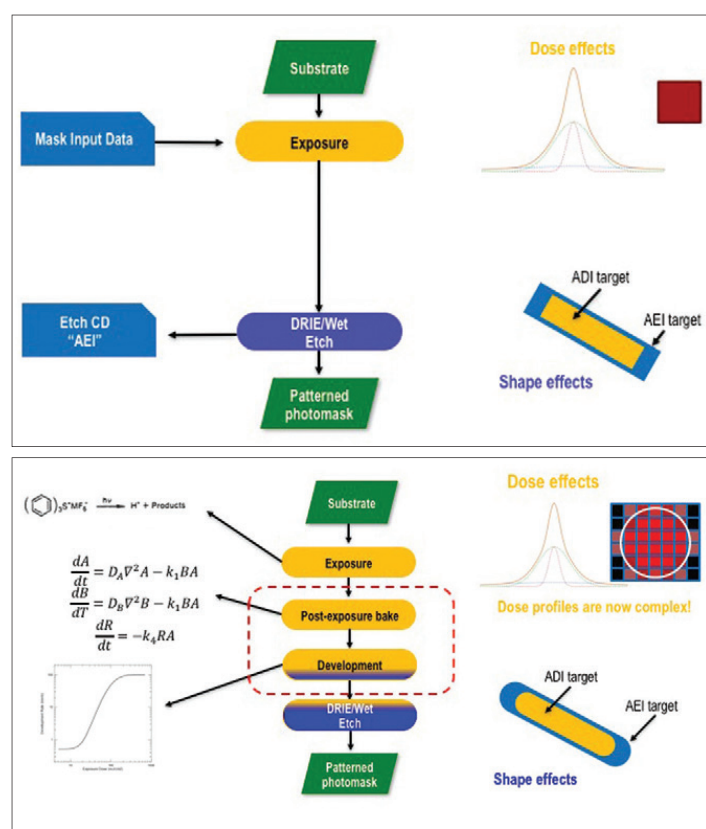 Substrate
Dose effects
Mask Input Data
Exposure
ADI target
Etch CD
“AEI”
DRIE/Wet
Etch
AEI target
Patterned
photomask
Shape effects
hν
H⁺ + Products
Substrate
Dose effects
Exposure
dA/dt = D_A∇²A − k₁BA
dB/dT = D_B∇²B − k₁BA
dR/dt = −k₄RA
Post-exposure bake
Dose profiles are now complex!
Development
ADI target
DRIE/Wet
Etch
AEI target
Patterned
photomask
Shape effects